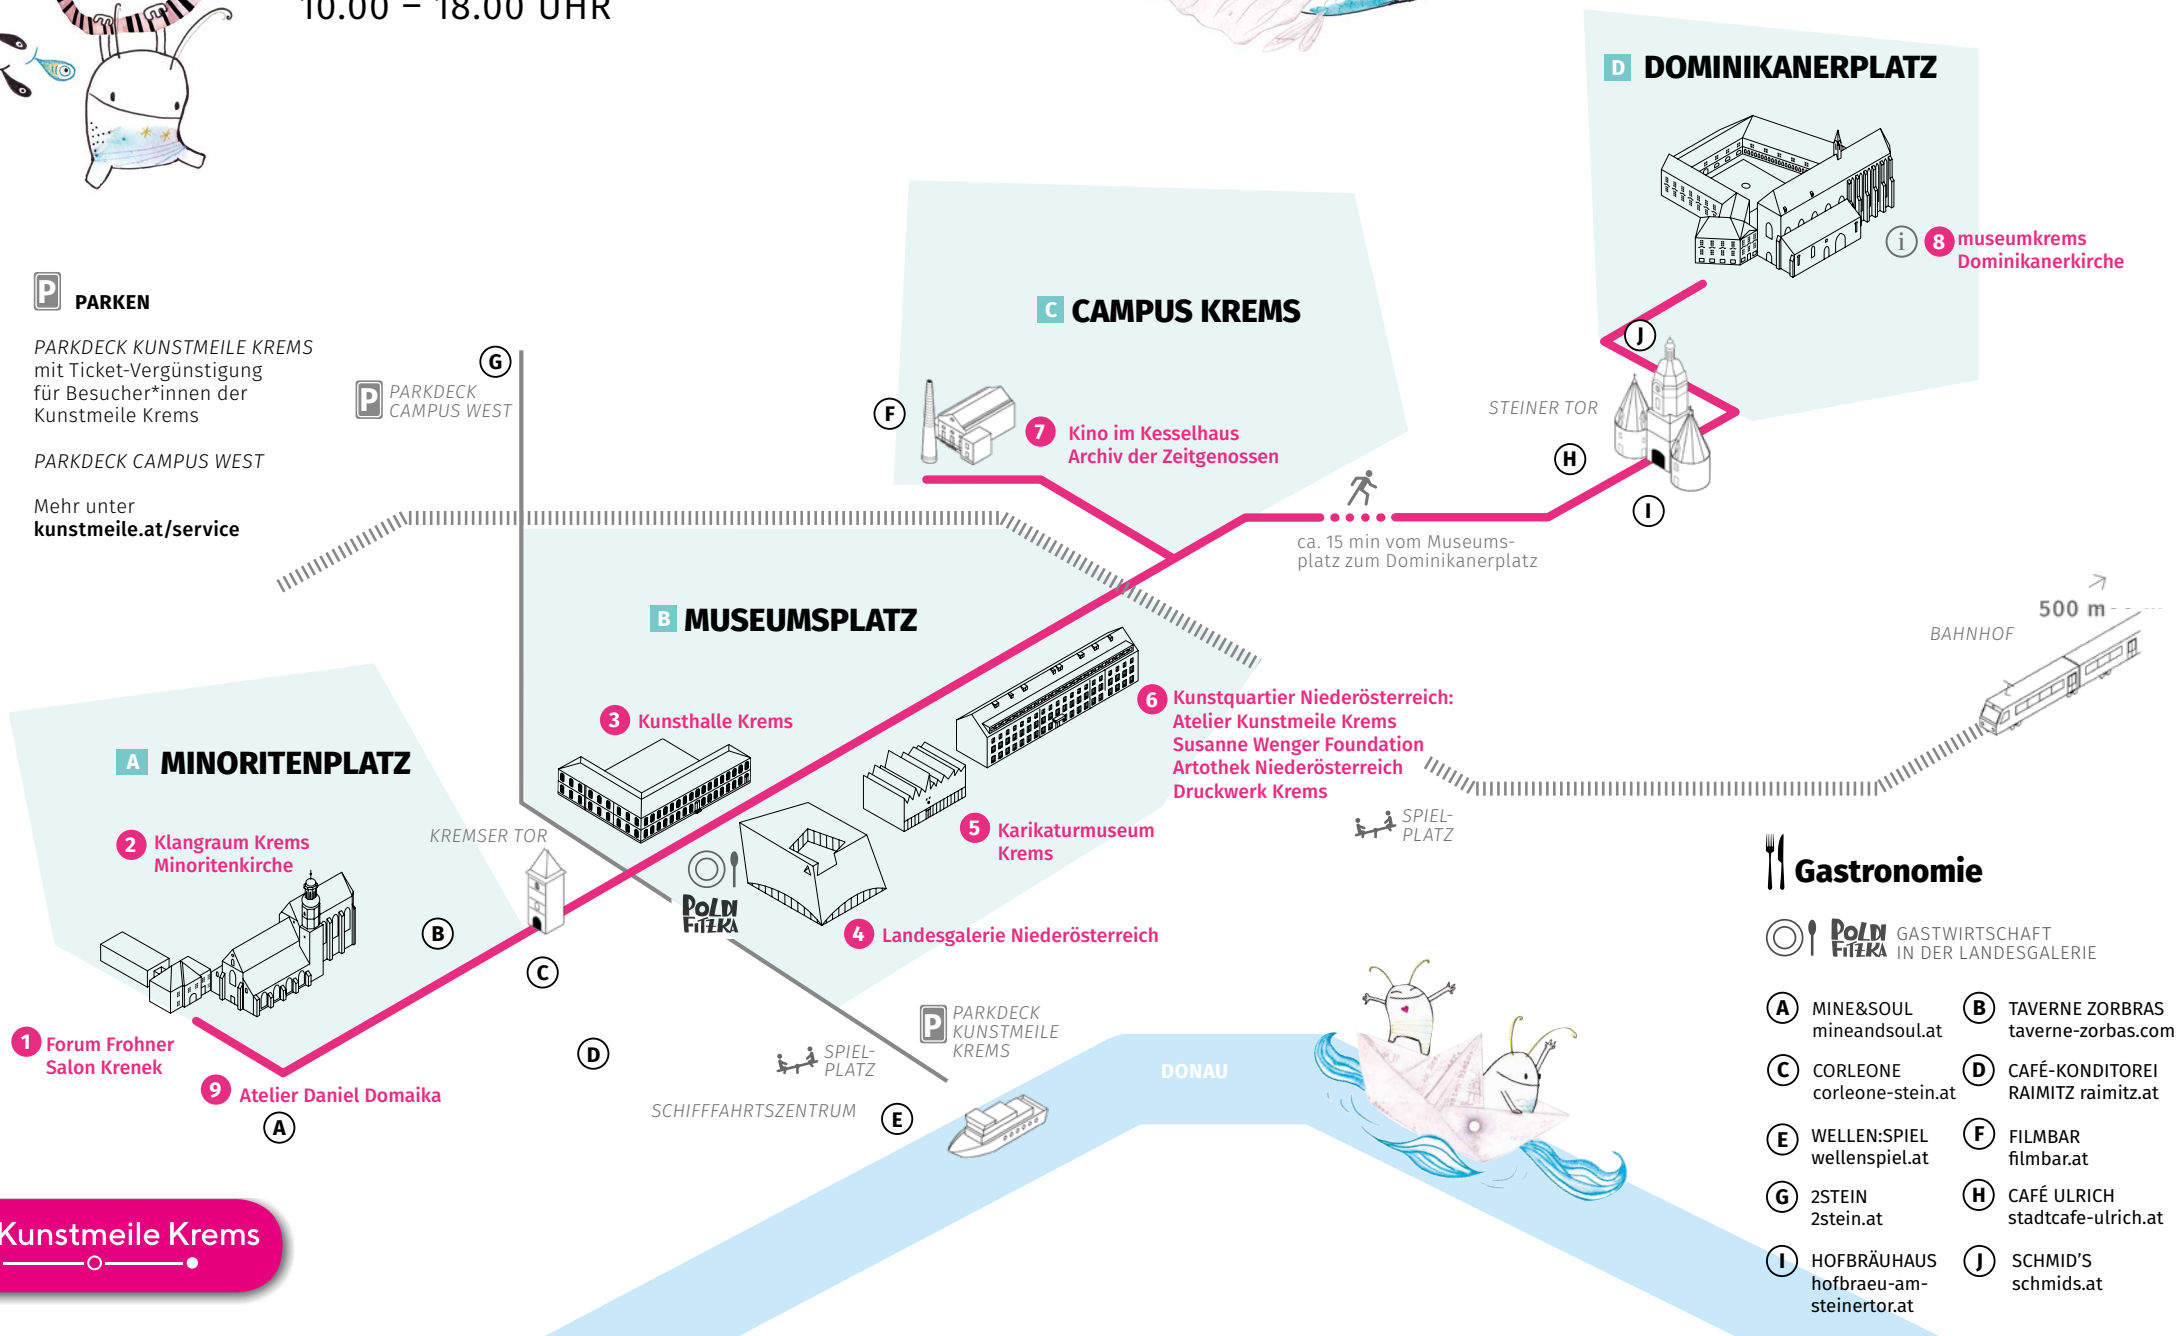 10.00 – 18.00 UHR
D DOMINIKANERPLATZ
i 8 museumkrems
Dominikanerkirche
P PARKEN
PARKDECK KUNSTMEILE KREMS
mit Ticket-Vergünstigung
für Besucher*innen der
Kunstmeile Krems
PARKDECK CAMPUS WEST
Mehr unter
kunstmeile.at/service
G
P PARKDECK
CAMPUS WEST
C CAMPUS KREMS
F
7 Kino im Kesselhaus
Archiv der Zeitgenossen
J
STEINER TOR
H
I
ca. 15 min vom Museums-
platz zum Dominikanerplatz
500 m
BAHNHOF
B MUSEUMSPLATZ
3 Kunsthalle Krems
6 Kunstquartier Niederösterreich:
Atelier Kunstmeile Krems
Susanne Wenger Foundation
Artothek Niederösterreich
Druckwerk Krems
5 Karikaturmuseum
Krems
4 Landesgalerie Niederösterreich
POLDI
FITZKA
SPIEL-
PLATZ
A MINORITENPLATZ
2 Klangraum Krems
Minoritenkirche
KREMSER TOR
B
C
D
1 Forum Frohner
Salon Krenek
9 Atelier Daniel Domaika
A
SPIEL-
PLATZ
P PARKDECK
KUNSTMEILE
KREMS
SCHIFFFAHRTSZENTRUM
E
DONAU
Kunstmeile Krems
Gastronomie
POLDI
FITZKA
GASTWIRTSCHAFT
IN DER LANDESGALERIE
A MINE&SOUL
mineandsoul.at
B TAVERNE ZORBRAS
taverne-zorbas.com
C CORLEONE
corleone-stein.at
D CAFÉ-KONDITOREI
RAIMITZ raimitz.at
E WELLEN:SPIEL
wellenspiel.at
F FILMBAR
filmbar.at
G 2STEIN
2stein.at
H CAFÉ ULRICH
stadtcafe-ulrich.at
I HOFBRÄUHAUS
hofbraeu-am-
steinertor.at
J SCHMID'S
schmids.at